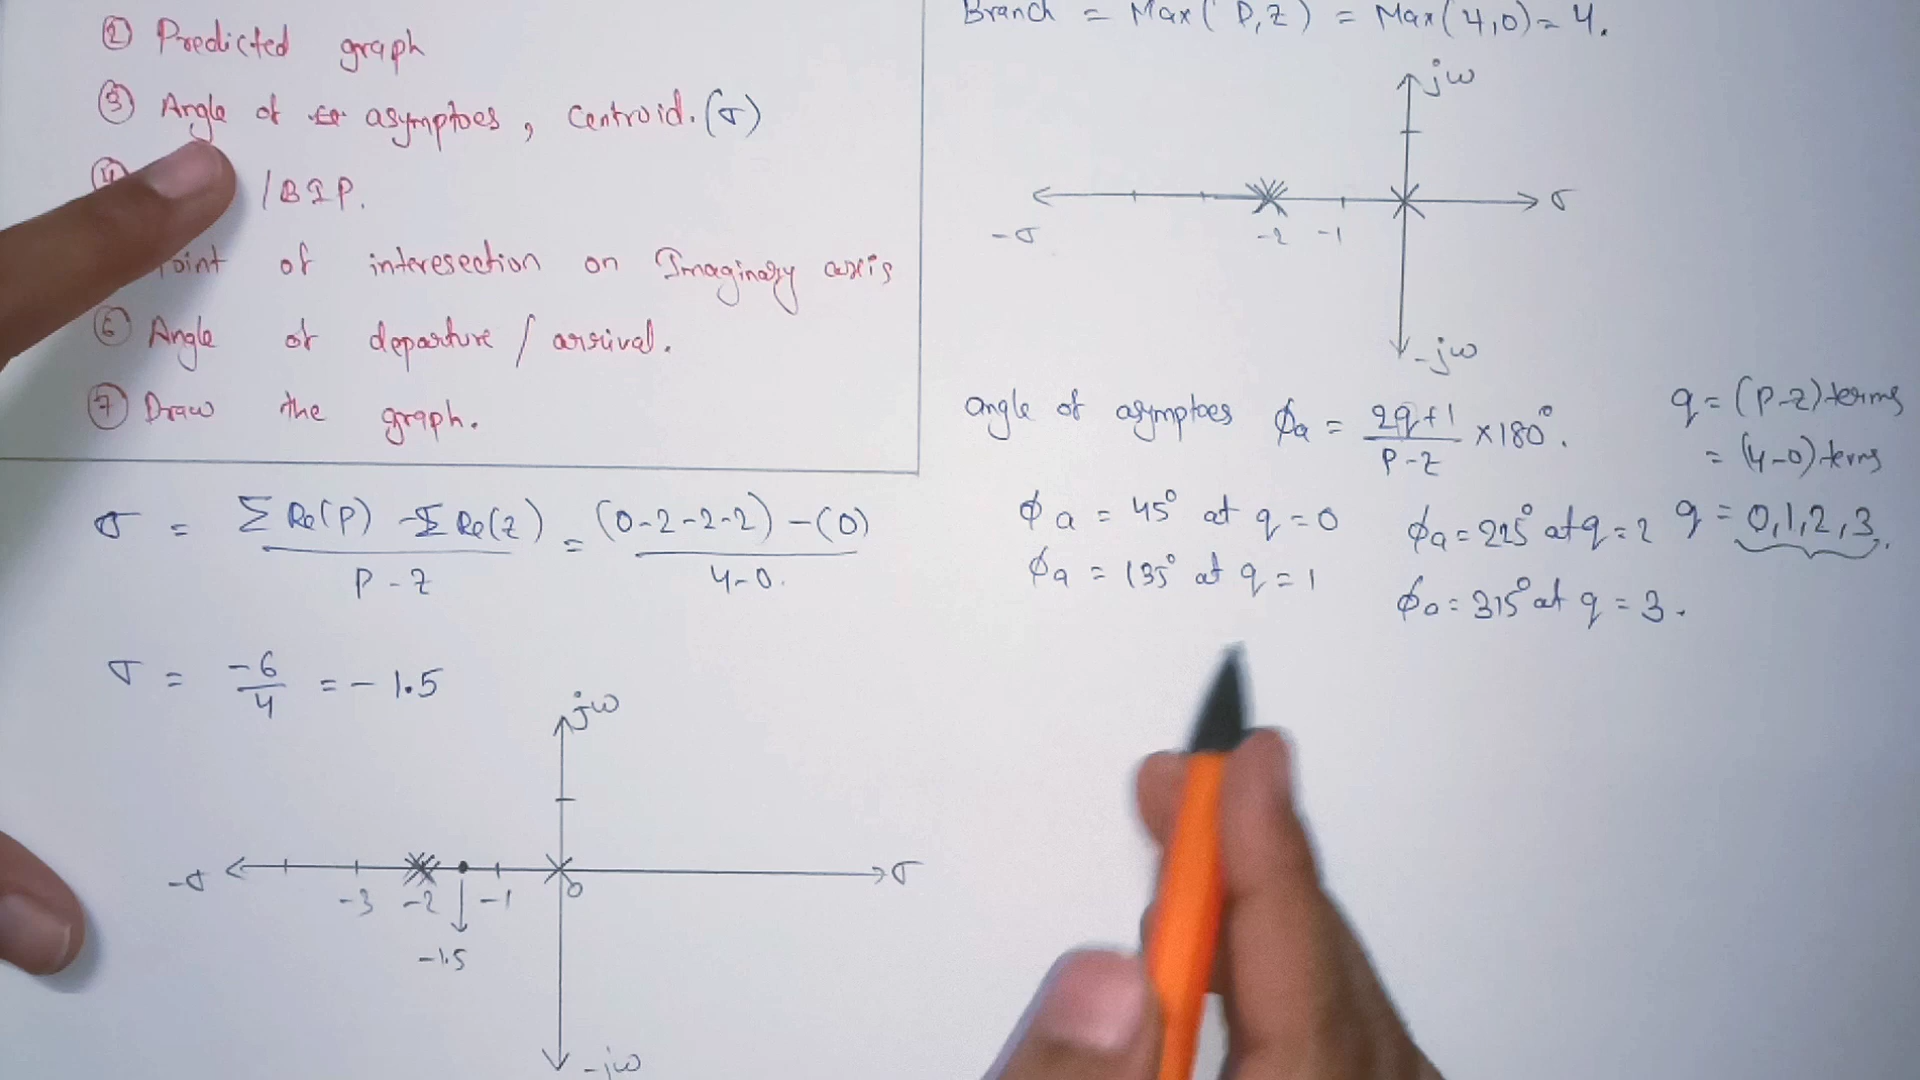 ② Predicted graph
③ Angle of asymptoes, Centroid. (σ)
④ /BIP.
Point of interesection on Imaginary axis
⑥ Angle of departure / arrival.
⑦ Draw the graph.
σ = ΣRe(P) - ΣRe(z) / P-Z = (0-2-2-2) - (0) / 4-0.
σ = -6/4 = -1.5
jω
-σ -3 -2 -1 0 σ
-1.5
-jω
Branch = Max( P,Z) = Max(4,0) = 4.
jω
σ
-σ -2 -1
-jω
angle of asymptoes ϕa = 2q+1 / P-Z ×180°.
q = (P-Z) terms
= (4-0) terms
q = 0,1,2,3.
ϕa = 45° at q = 0
ϕa = 135° at q = 1
ϕa = 225° at q = 2
ϕa = 315° at q = 3.